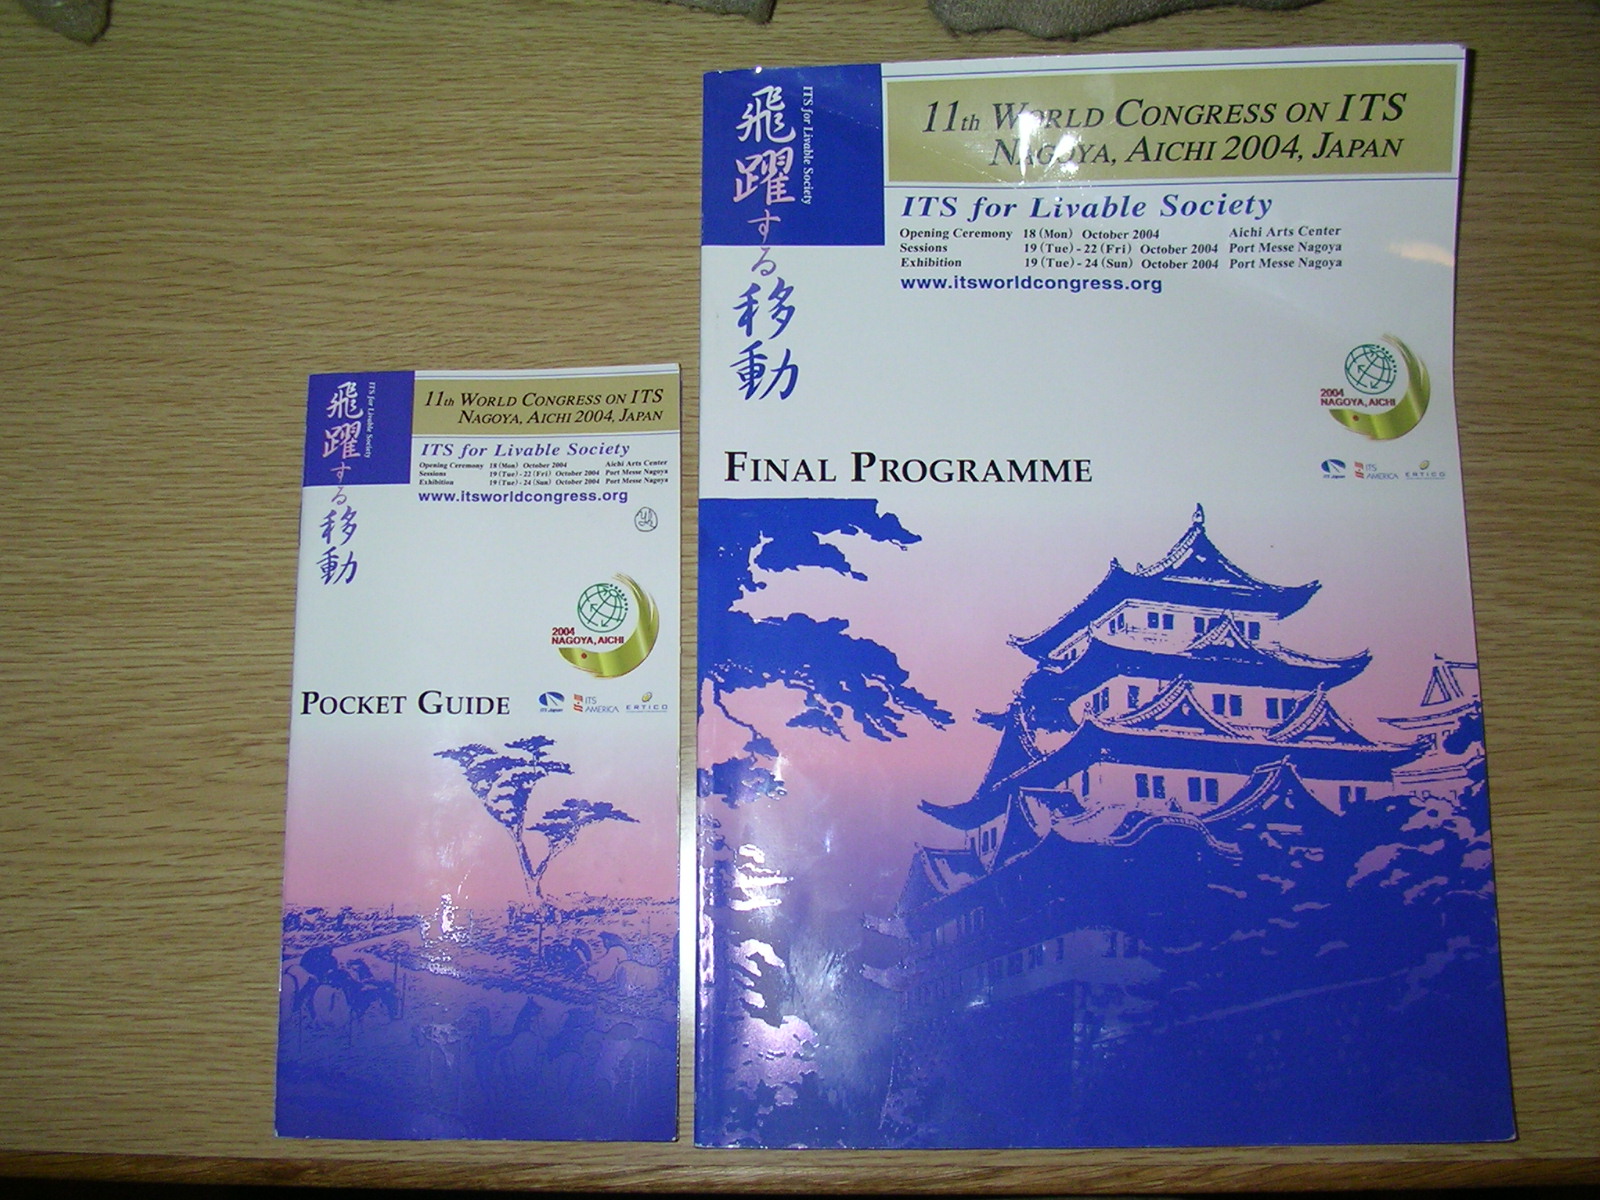 飛躍する移動
ITS for Livable Society
11th WORLD CONGRESS ON ITS
NAGOYA, AICHI 2004, JAPAN
ITS for Livable Society
Opening Ceremony 18 (Mon) October 2004 Aichi Arts Center
Sessions 19 (Tue) - 22 (Fri) October 2004 Port Messe Nagoya
Exhibition 19 (Tue) - 24 (Sun) October 2004 Port Messe Nagoya
www.itsworldcongress.org
2004
NAGOYA, AICHI
POCKET GUIDE
ITS Japan
ITS
AMERICA
ERTICO
飛躍する移動
ITS for Livable Society
11th WORLD CONGRESS ON ITS
NAGOYA, AICHI 2004, JAPAN
ITS for Livable Society
Opening Ceremony 18 (Mon) October 2004 Aichi Arts Center
Sessions 19 (Tue) - 22 (Fri) October 2004 Port Messe Nagoya
Exhibition 19 (Tue) - 24 (Sun) October 2004 Port Messe Nagoya
www.itsworldcongress.org
2004
NAGOYA, AICHI
FINAL PROGRAMME
ITS Japan
ITS
AMERICA
ERTICO